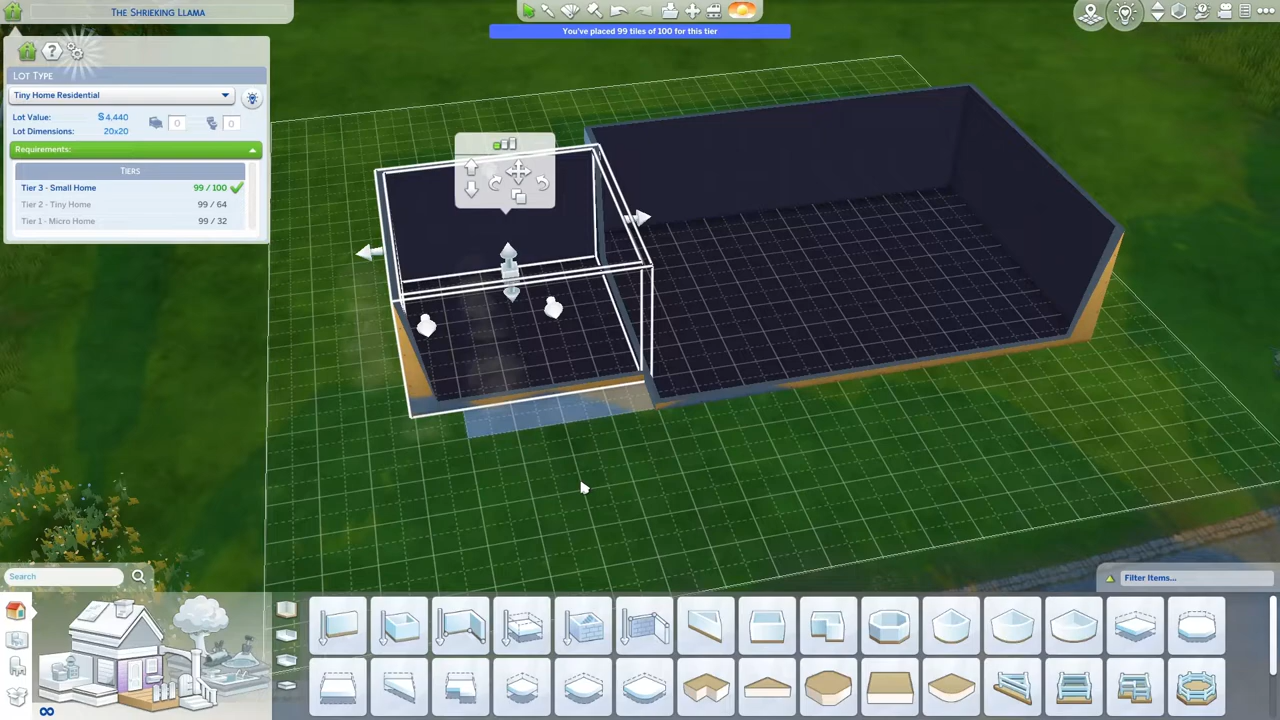 THE SHRIEKING LLAMA
You've placed 99 tiles of 100 for this tier
LOT TYPE
Tiny Home Residential
Lot Value: §4,440
Lot Dimensions: 20x20
0
0
Requirements:
TIERS
Tier 3 - Small Home 99 / 100
Tier 2 - Tiny Home 99 / 64
Tier 1 - Micro Home 99 / 32
Search
Filter Items...